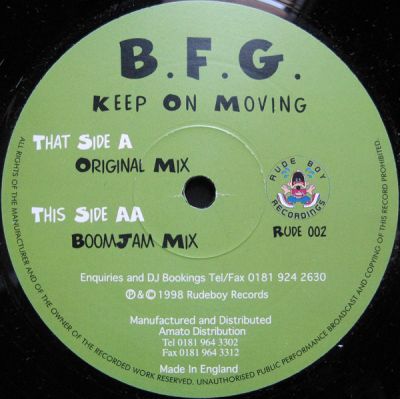 B.F.G.
KEEP ON MOVING
THAT SIDE A
ORIGINAL MIX
THIS SIDE AA
BOOMJAM MIX
RUDE BOY
RECORDINGS
RUDE 002
Enquiries and DJ Bookings Tel/Fax 0181 924 2630
℗ & © 1998 Rudeboy Records
Manufactured and Distributed
Amato Distribution
Tel 0181 964 3302
Fax 0181 964 3312
Made In England
ALL RIGHTS OF THE MANUFACTURER AND OF THE OWNER OF THE RECORDED WORK RESERVED. UNAUTHORISED PUBLIC PERFORMANCE BROADCAST AND COPYING OF THIS RECORD PROHIBITED.